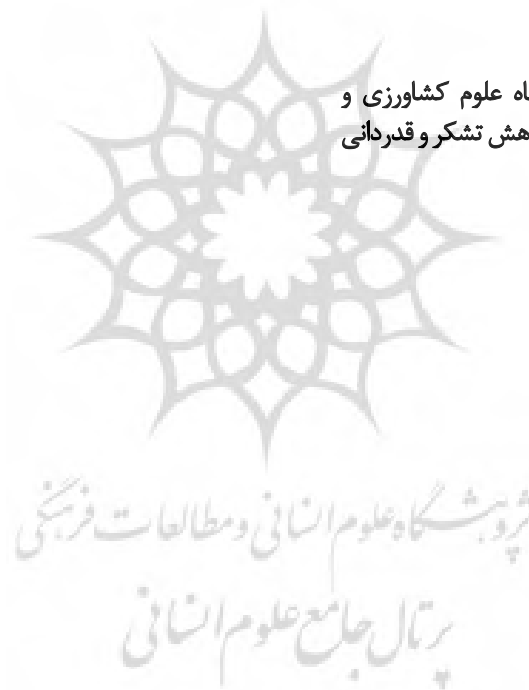 علوم کشاورزی و
تشکر و قدردانی
پژوهشگاه علوم انسانی و مطالعات فرهنگی
پرتال جامع علوم انسانی